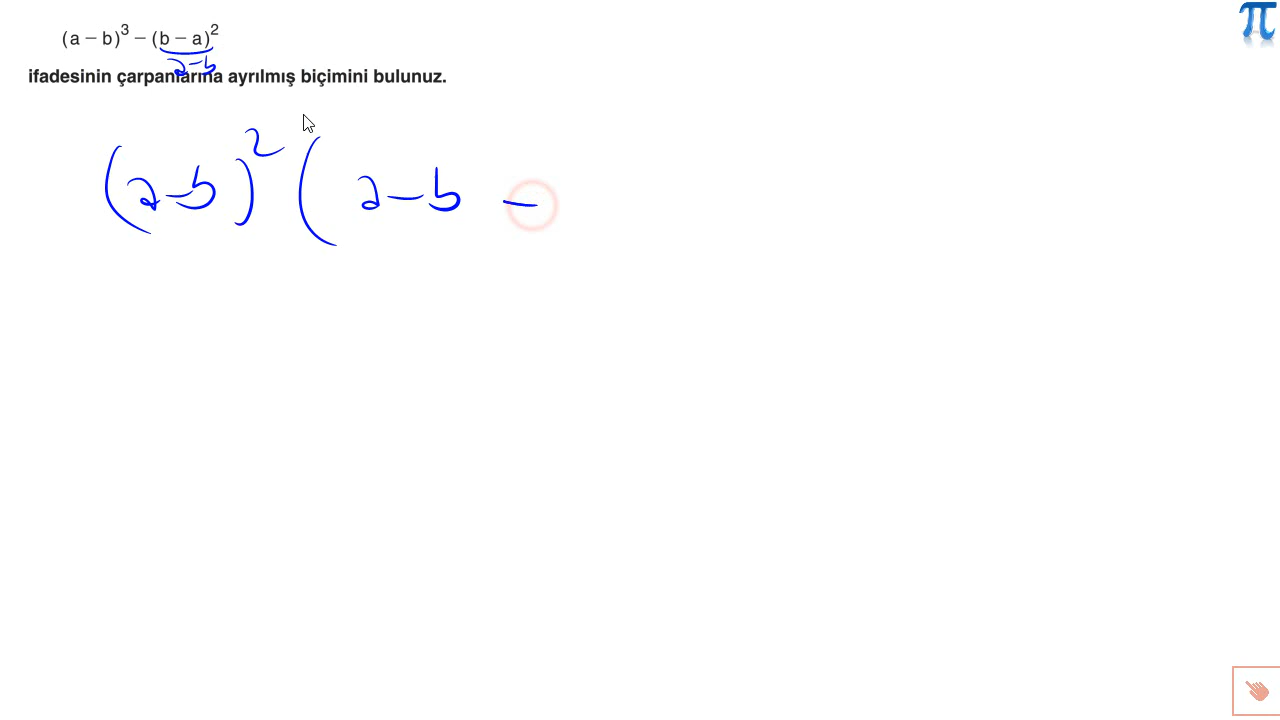 (a − b)³ − (b − a)²
a−b
ifadesinin çarpanlarına ayrılmış biçimini bulunuz.
(a−b)² ( a−b −
π